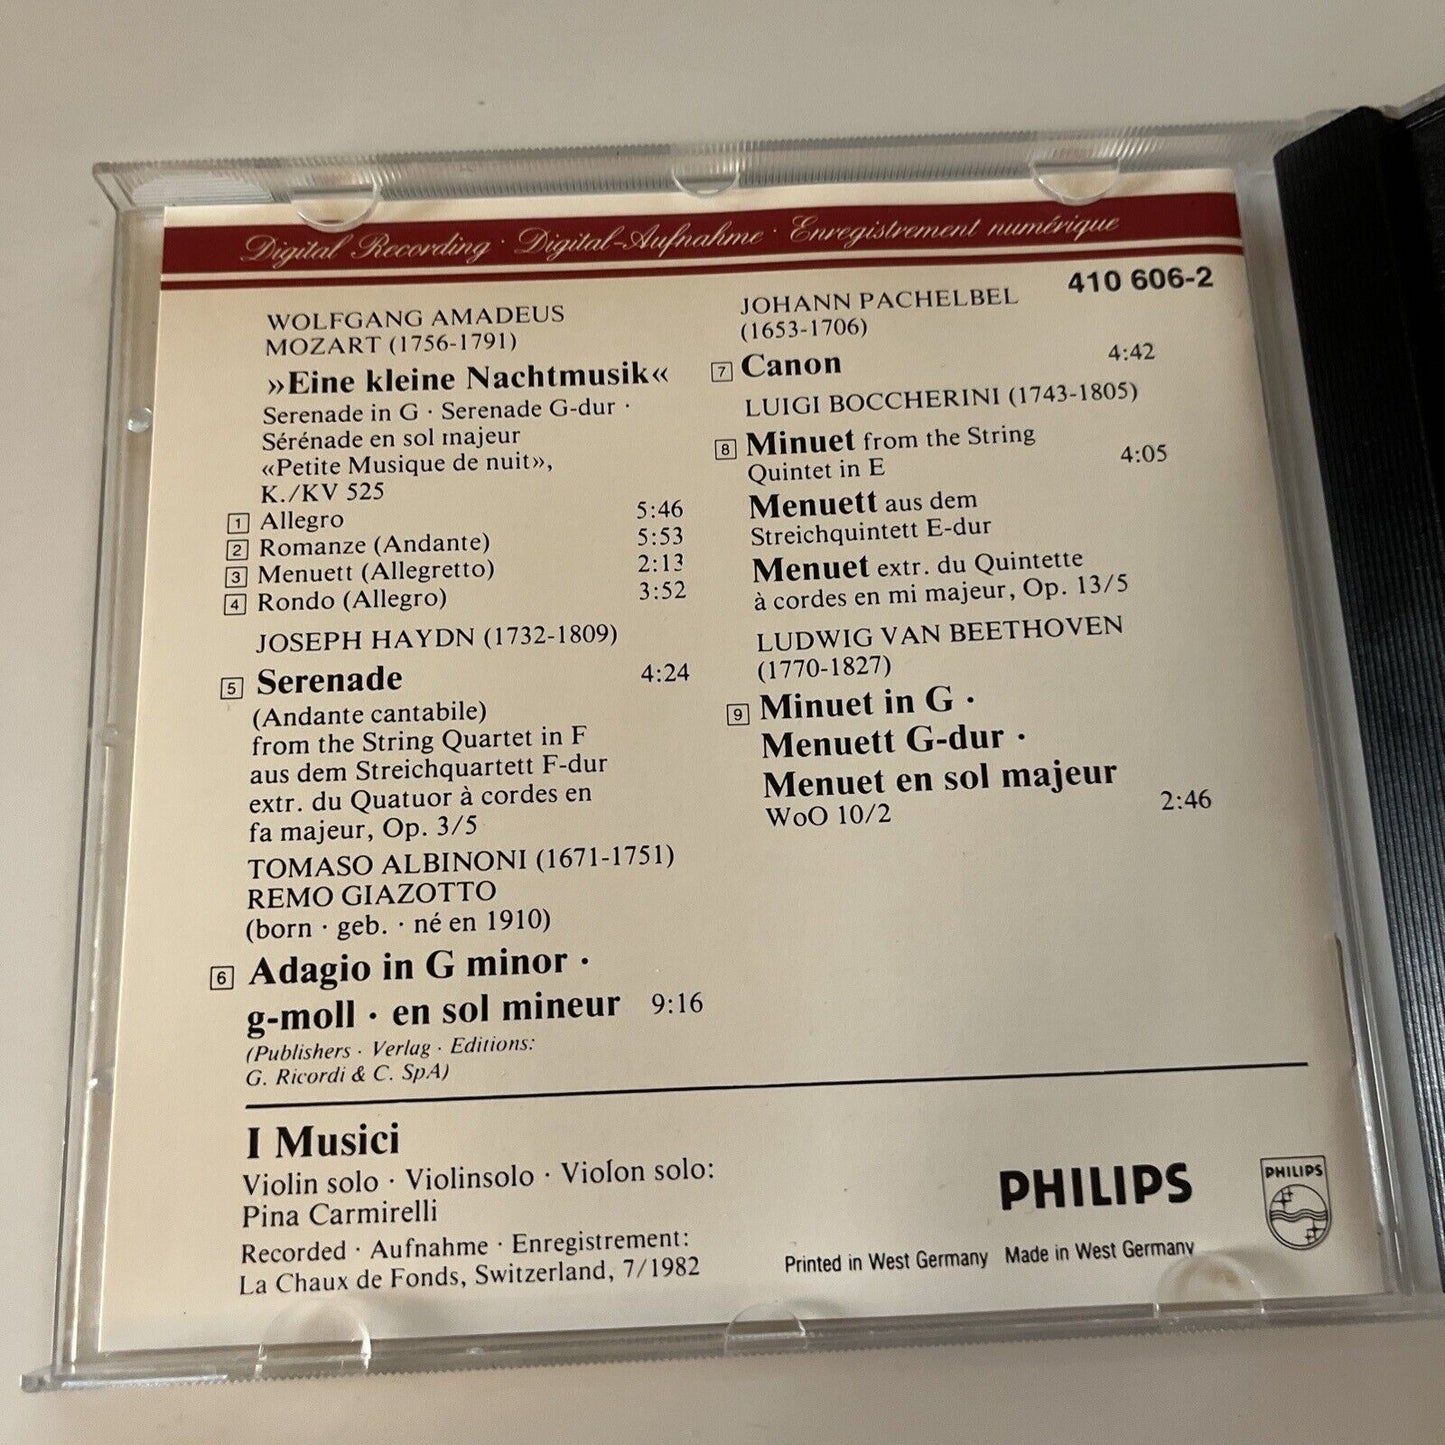 Digital Recording · Digital-Aufnahme · Enregistrement numérique
410 606-2
WOLFGANG AMADEUS
MOZART (1756-1791)
»Eine kleine Nachtmusik«
Serenade in G · Serenade G-dur ·
Sérénade en sol majeur
«Petite Musique de nuit»,
K./KV 525
1 Allegro 5:46
2 Romanze (Andante) 5:53
3 Menuett (Allegretto) 2:13
4 Rondo (Allegro) 3:52
JOSEPH HAYDN (1732-1809)
5 Serenade 4:24
(Andante cantabile)
from the String Quartet in F
aus dem Streichquartett F-dur
extr. du Quatuor à cordes en
fa majeur, Op. 3/5
TOMASO ALBINONI (1671-1751)
REMO GIAZOTTO
(born · geb. · né en 1910)
6 Adagio in G minor ·
g-moll · en sol mineur 9:16
(Publishers · Verlag · Editions:
G. Ricordi & C. SpA)
JOHANN PACHELBEL
(1653-1706)
7 Canon 4:42
LUIGI BOCCHERINI (1743-1805)
8 Minuet from the String
Quintet in E 4:05
Menuett aus dem
Streichquintett E-dur
Menuet extr. du Quintette
à cordes en mi majeur, Op. 13/5
LUDWIG VAN BEETHOVEN
(1770-1827)
9 Minuet in G ·
Menuett G-dur ·
Menuet en sol majeur
WoO 10/2 2:46
I Musici
Violin solo · Violinsolo · Violon solo:
Pina Carmirelli
Recorded · Aufnahme · Enregistrement:
La Chaux de Fonds, Switzerland, 7/1982
PHILIPS
PHILIPS
Printed in West Germany Made in West Germany